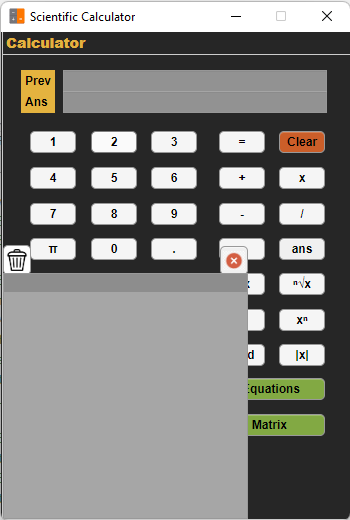 Scientific Calculator
Calculator
Prev
Ans
1 2 3 = Clear
4 5 6 + x
7 8 9 - /
π 0 . ans
ⁿ√x
xⁿ
d |x|
Equations
Matrix